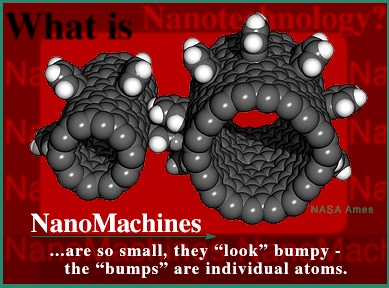 What is Nanotechnology?
NASA Ames
NanoMachines
...are so small, they “look” bumpy -
the “bumps” are individual atoms.